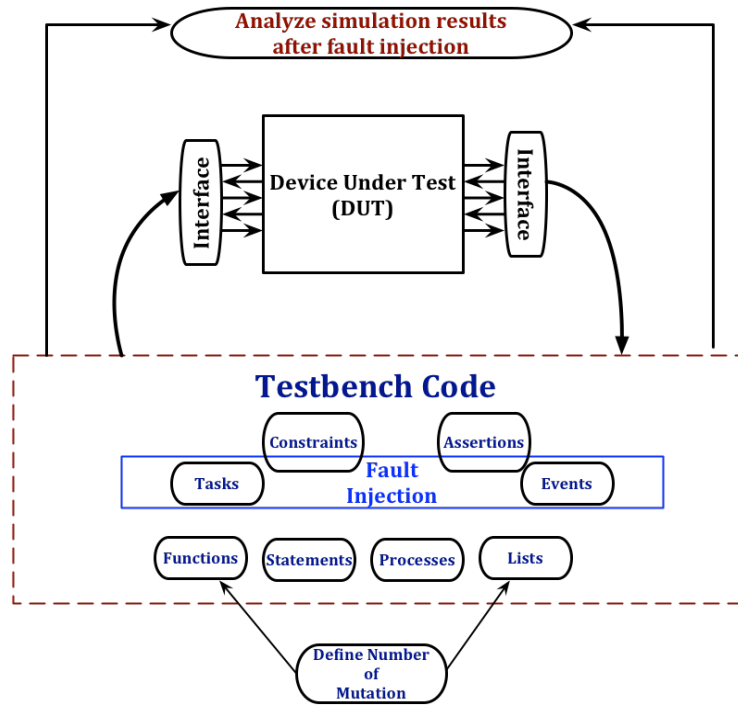 Analyze simulation results
after fault injection
Interface
Device Under Test
(DUT)
Interface
Testbench Code
Constraints
Assertions
Fault
Injection
Tasks
Events
Functions
Statements
Processes
Lists
Define Number
of
Mutation